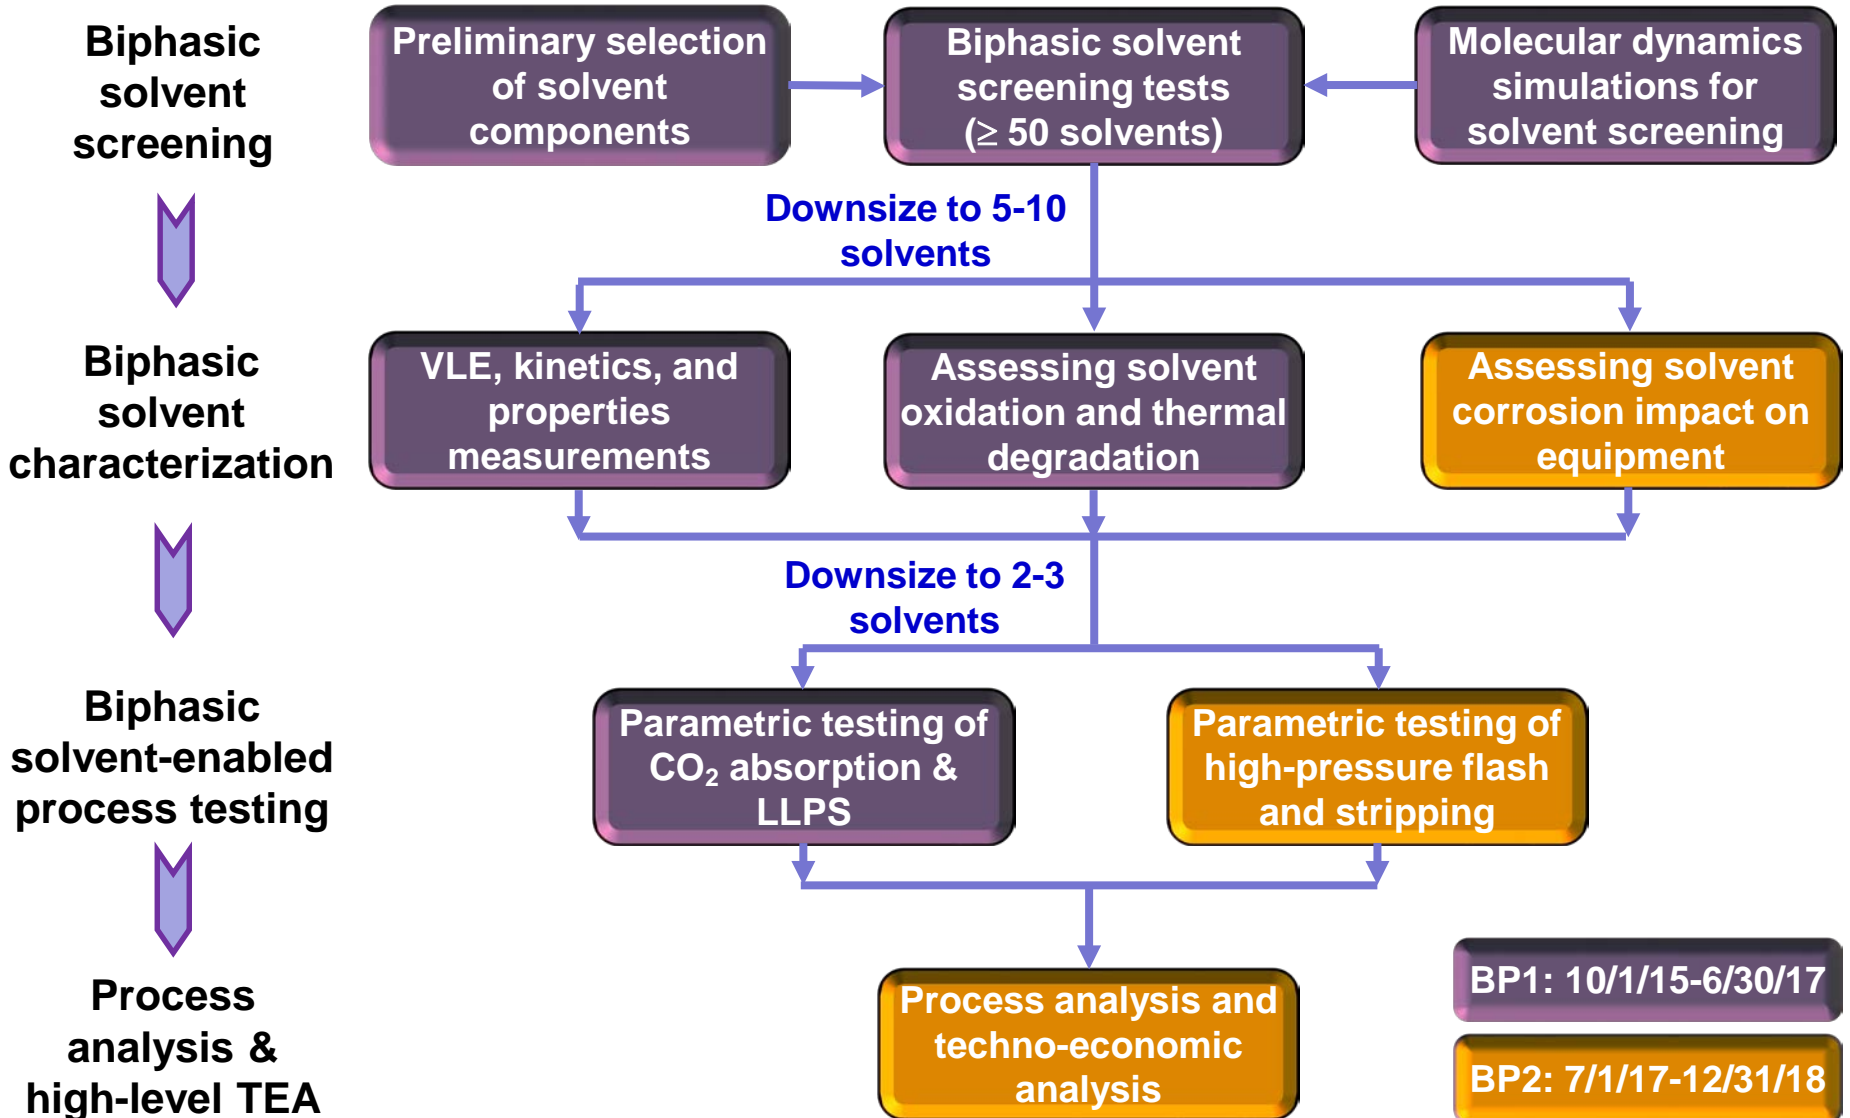 Biphasic
solvent
screening
Preliminary selection
of solvent
components
Biphasic solvent
screening tests
(≥ 50 solvents)
Molecular dynamics
simulations for
solvent screening
Downsize to 5-10
solvents
Biphasic
solvent
characterization
VLE, kinetics, and
properties
measurements
Assessing solvent
oxidation and thermal
degradation
Assessing solvent
corrosion impact on
equipment
Downsize to 2-3
solvents
Biphasic
solvent-enabled
process testing
Parametric testing of
CO₂ absorption &
LLPS
Parametric testing of
high-pressure flash
and stripping
Process
analysis &
high-level TEA
Process analysis and
techno-economic
analysis
BP1: 10/1/15-6/30/17
BP2: 7/1/17-12/31/18